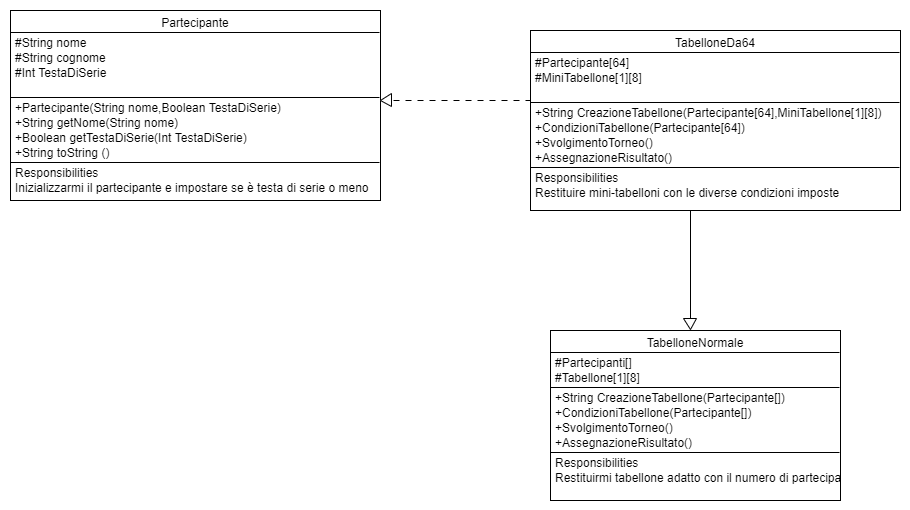 Partecipante
#String nome
#String cognome
#Int TestaDiSerie
+Partecipante(String nome,Boolean TestaDiSerie)
+String getNome(String nome)
+Boolean getTestaDiSerie(Int TestaDiSerie)
+String toString ()
Responsibilities
Inizializzarmi il partecipante e impostare se è testa di serie o meno
TabelloneDa64
#Partecipante[64]
#MiniTabellone[1][8]
+String CreazioneTabellone(Partecipante[64],MiniTabellone[1][8])
+CondizioniTabellone(Partecipante[64])
+SvolgimentoTorneo()
+AssegnazioneRisultato()
Responsibilities
Restituire mini-tabelloni con le diverse condizioni imposte
TabelloneNormale
#Partecipanti[]
#Tabellone[1][8]
+String CreazioneTabellone(Partecipante[])
+CondizioniTabellone(Partecipante[])
+SvolgimentoTorneo()
+AssegnazioneRisultato()
Responsibilities
Restituirmi tabellone adatto con il numero di partecipa